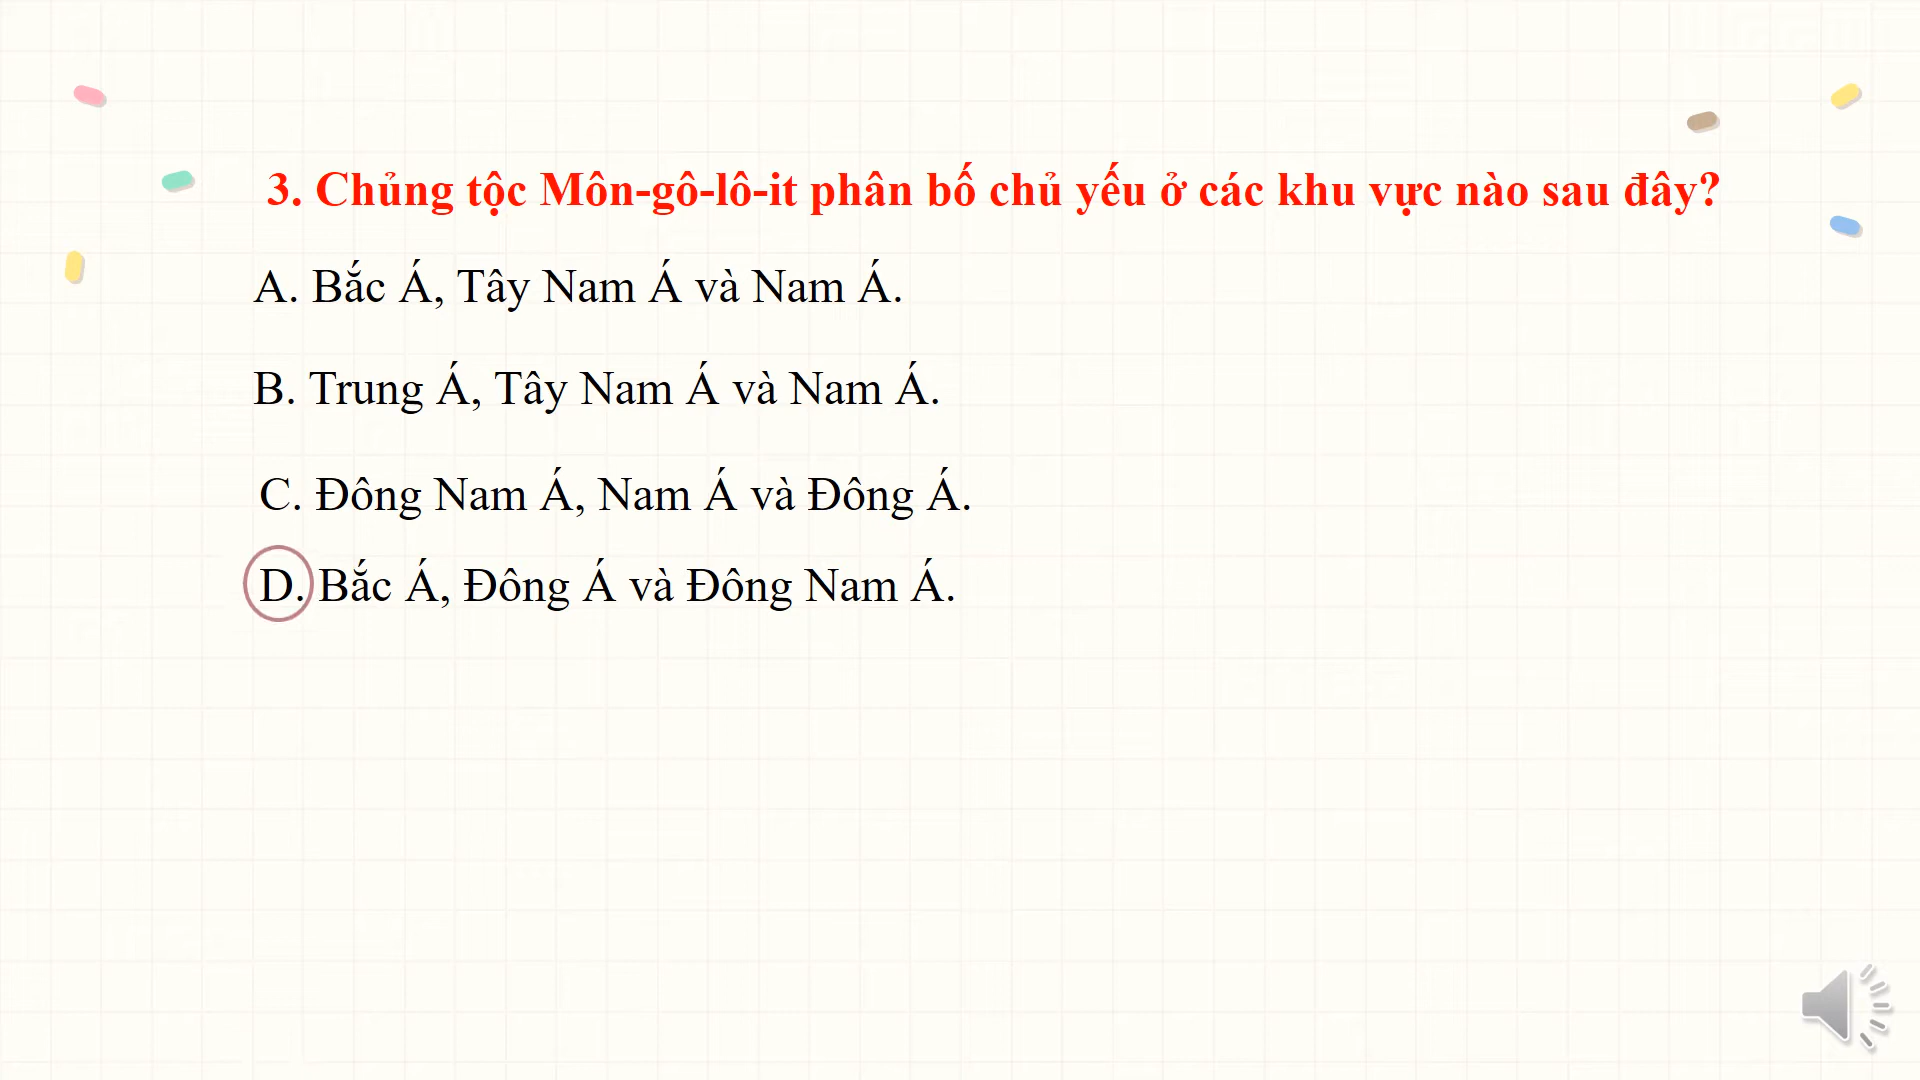 3. Chủng tộc Môn-gô-lô-it phân bố chủ yếu ở các khu vực nào sau đây?
A. Bắc Á, Tây Nam Á và Nam Á.
B. Trung Á, Tây Nam Á và Nam Á.
C. Đông Nam Á, Nam Á và Đông Á.
D. Bắc Á, Đông Á và Đông Nam Á.